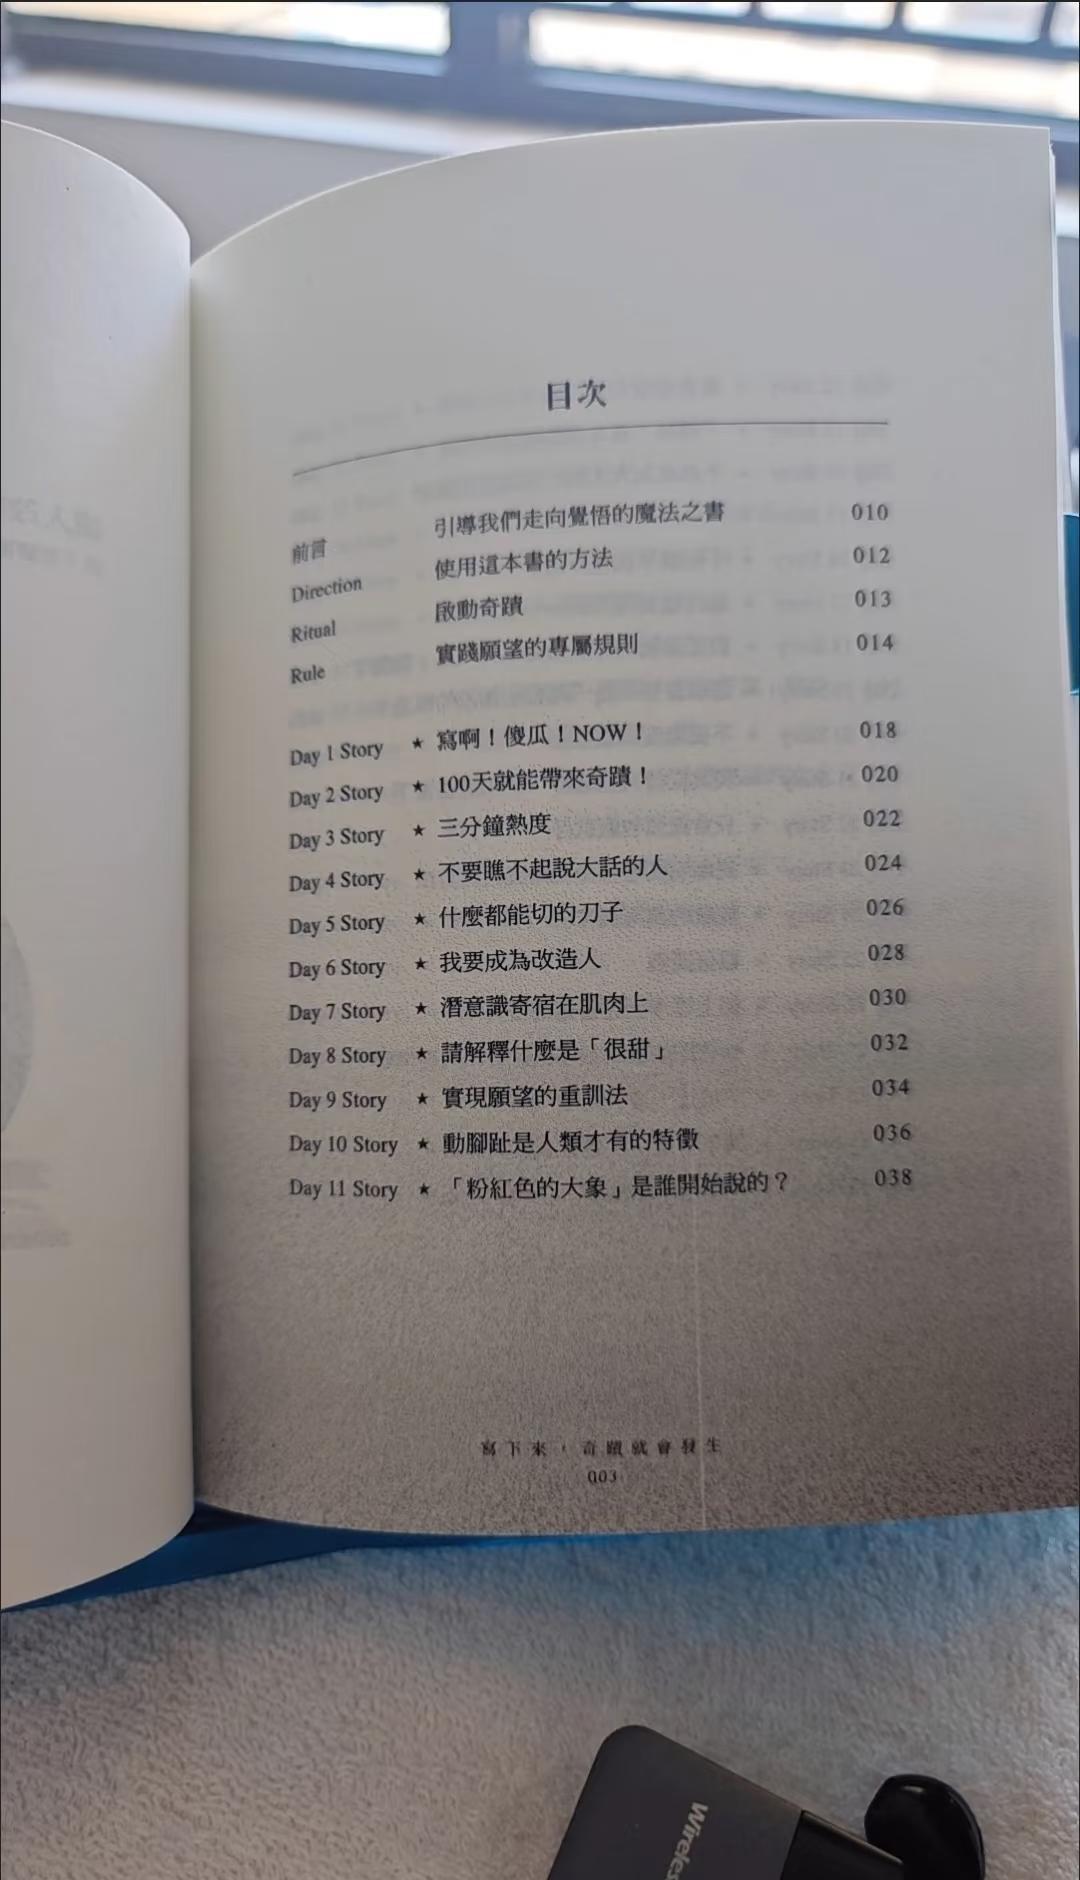 目次
前言 引導我們走向覺悟的魔法之書 010
Direction 使用這本書的方法 012
Ritual 啟動奇蹟 013
Rule 實踐願望的專屬規則 014
Day 1 Story ★ 寫啊！傻瓜！NOW！ 018
Day 2 Story ★ 100天就能帶來奇蹟！ 020
Day 3 Story ★ 三分鐘熱度 022
Day 4 Story ★ 不要瞧不起說大話的人 024
Day 5 Story ★ 什麼都能切的刀子 026
Day 6 Story ★ 我要成為改造人 028
Day 7 Story ★ 潛意識寄宿在肌肉上 030
Day 8 Story ★ 請解釋什麼是「很甜」 032
Day 9 Story ★ 實現願望的重訓法 034
Day 10 Story ★ 動腳趾是人類才有的特徵 036
Day 11 Story ★ 「粉紅色的大象」是誰開始說的？ 038
寫下來，奇蹟就會發生
003